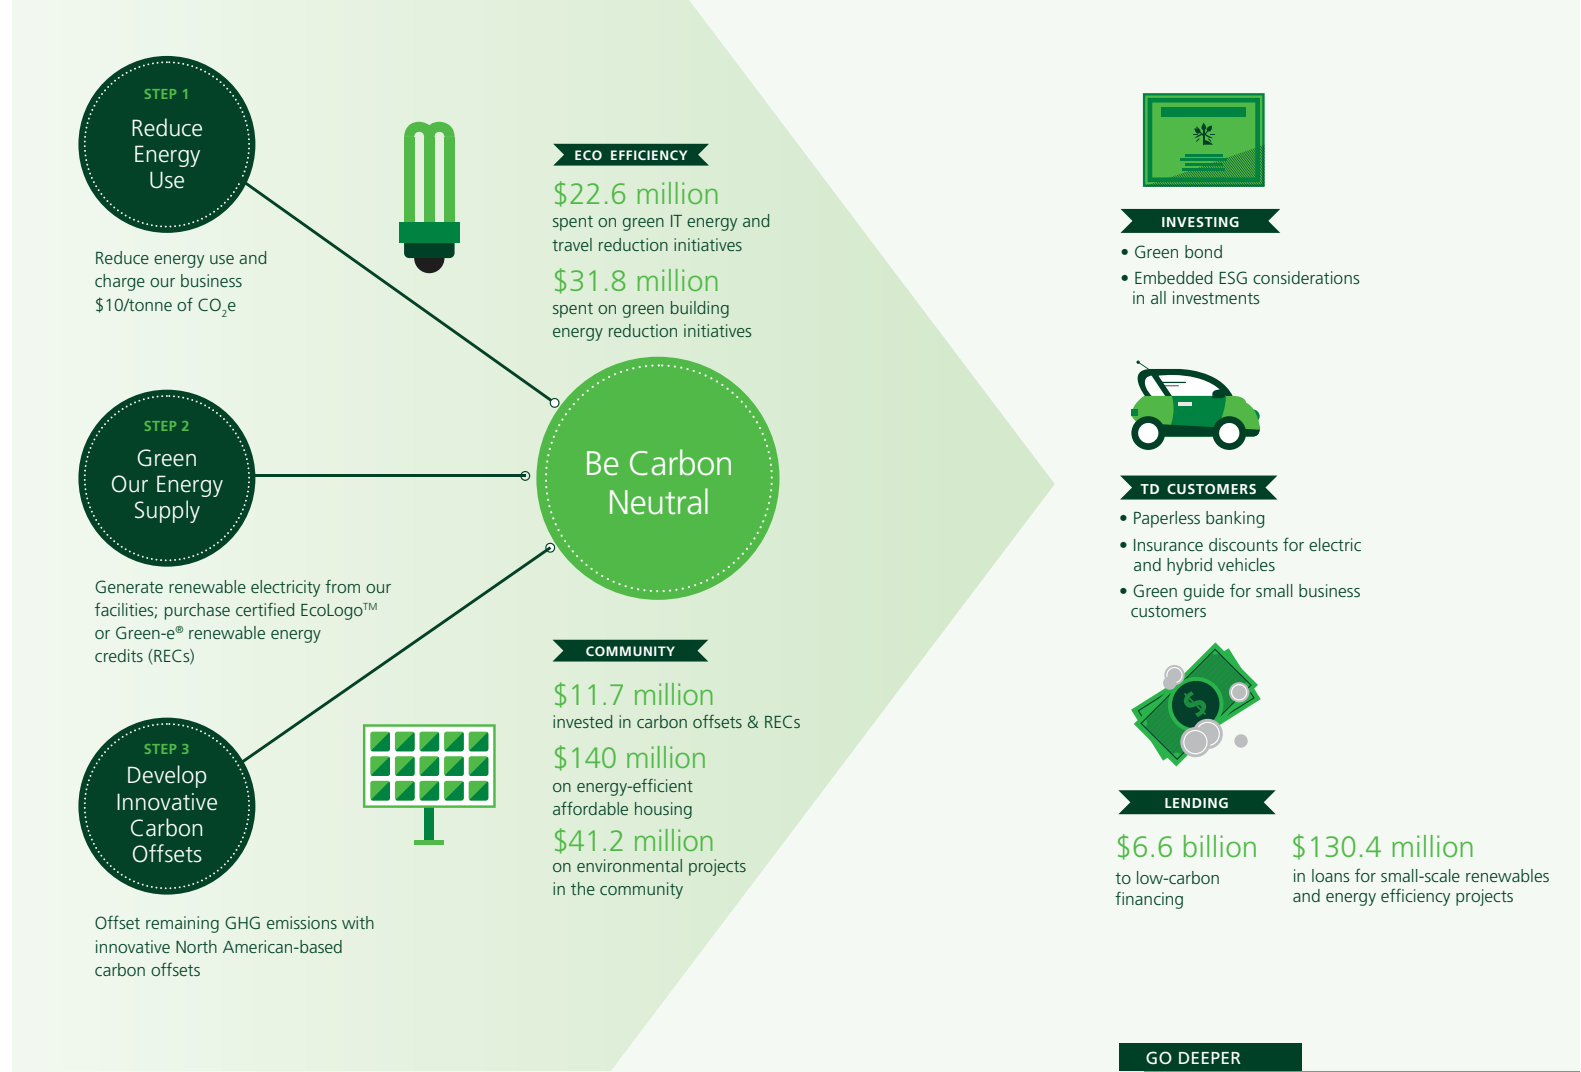 STEP 1
Reduce
Energy
Use
Reduce energy use and
charge our business
$10/tonne of CO₂e
STEP 2
Green
Our Energy
Supply
Generate renewable electricity from our
facilities; purchase certified EcoLogo™
or Green-e® renewable energy
credits (RECs)
STEP 3
Develop
Innovative
Carbon
Offsets
Offset remaining GHG emissions with
innovative North American-based
carbon offsets
ECO EFFICIENCY
$22.6 million
spent on green IT energy and
travel reduction initiatives
$31.8 million
spent on green building
energy reduction initiatives
Be Carbon
Neutral
COMMUNITY
$11.7 million
invested in carbon offsets & RECs
$140 million
on energy-efficient
affordable housing
$41.2 million
on environmental projects
in the community
INVESTING
• Green bond
• Embedded ESG considerations
in all investments
TD CUSTOMERS
• Paperless banking
• Insurance discounts for electric
and hybrid vehicles
• Green guide for small business
customers
$
LENDING
$6.6 billion
to low-carbon
financing
$130.4 million
in loans for small-scale renewables
and energy efficiency projects
GO DEEPER